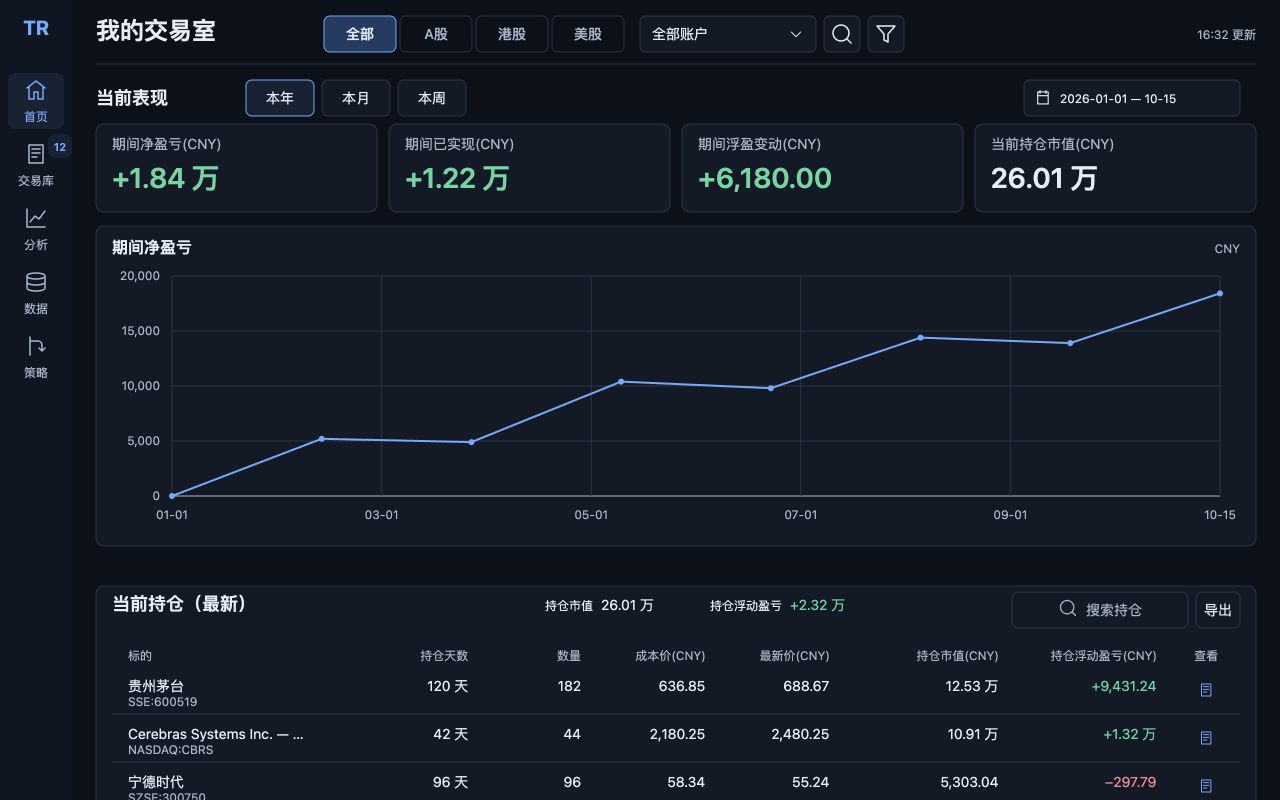 TR
首页
12
交易库
分析
数据
策略
我的交易室
全部 A股 港股 美股 全部账户 16:32 更新
当前表现 本年 本月 本周 2026-01-01 — 10-15
期间净盈亏(CNY) 期间已实现(CNY) 期间浮盈变动(CNY) 当前持仓市值(CNY)
+1.84 万 +1.22 万 +6,180.00 26.01 万
期间净盈亏 CNY
20,000
15,000
10,000
5,000
0
01-01 03-01 05-01 07-01 09-01 10-15
当前持仓（最新） 持仓市值 26.01 万 持仓浮动盈亏 +2.32 万 搜索持仓 导出
标的 持仓天数 数量 成本价(CNY) 最新价(CNY) 持仓市值(CNY) 持仓浮动盈亏(CNY) 查看
贵州茅台 120 天 182 636.85 688.67 12.53 万 +9,431.24
SSE:600519
Cerebras Systems Inc. — ... 42 天 44 2,180.25 2,480.25 10.91 万 +1.32 万
NASDAQ:CBRS
宁德时代 96 天 96 58.34 55.24 5,303.04 −297.79
SZSE:300750